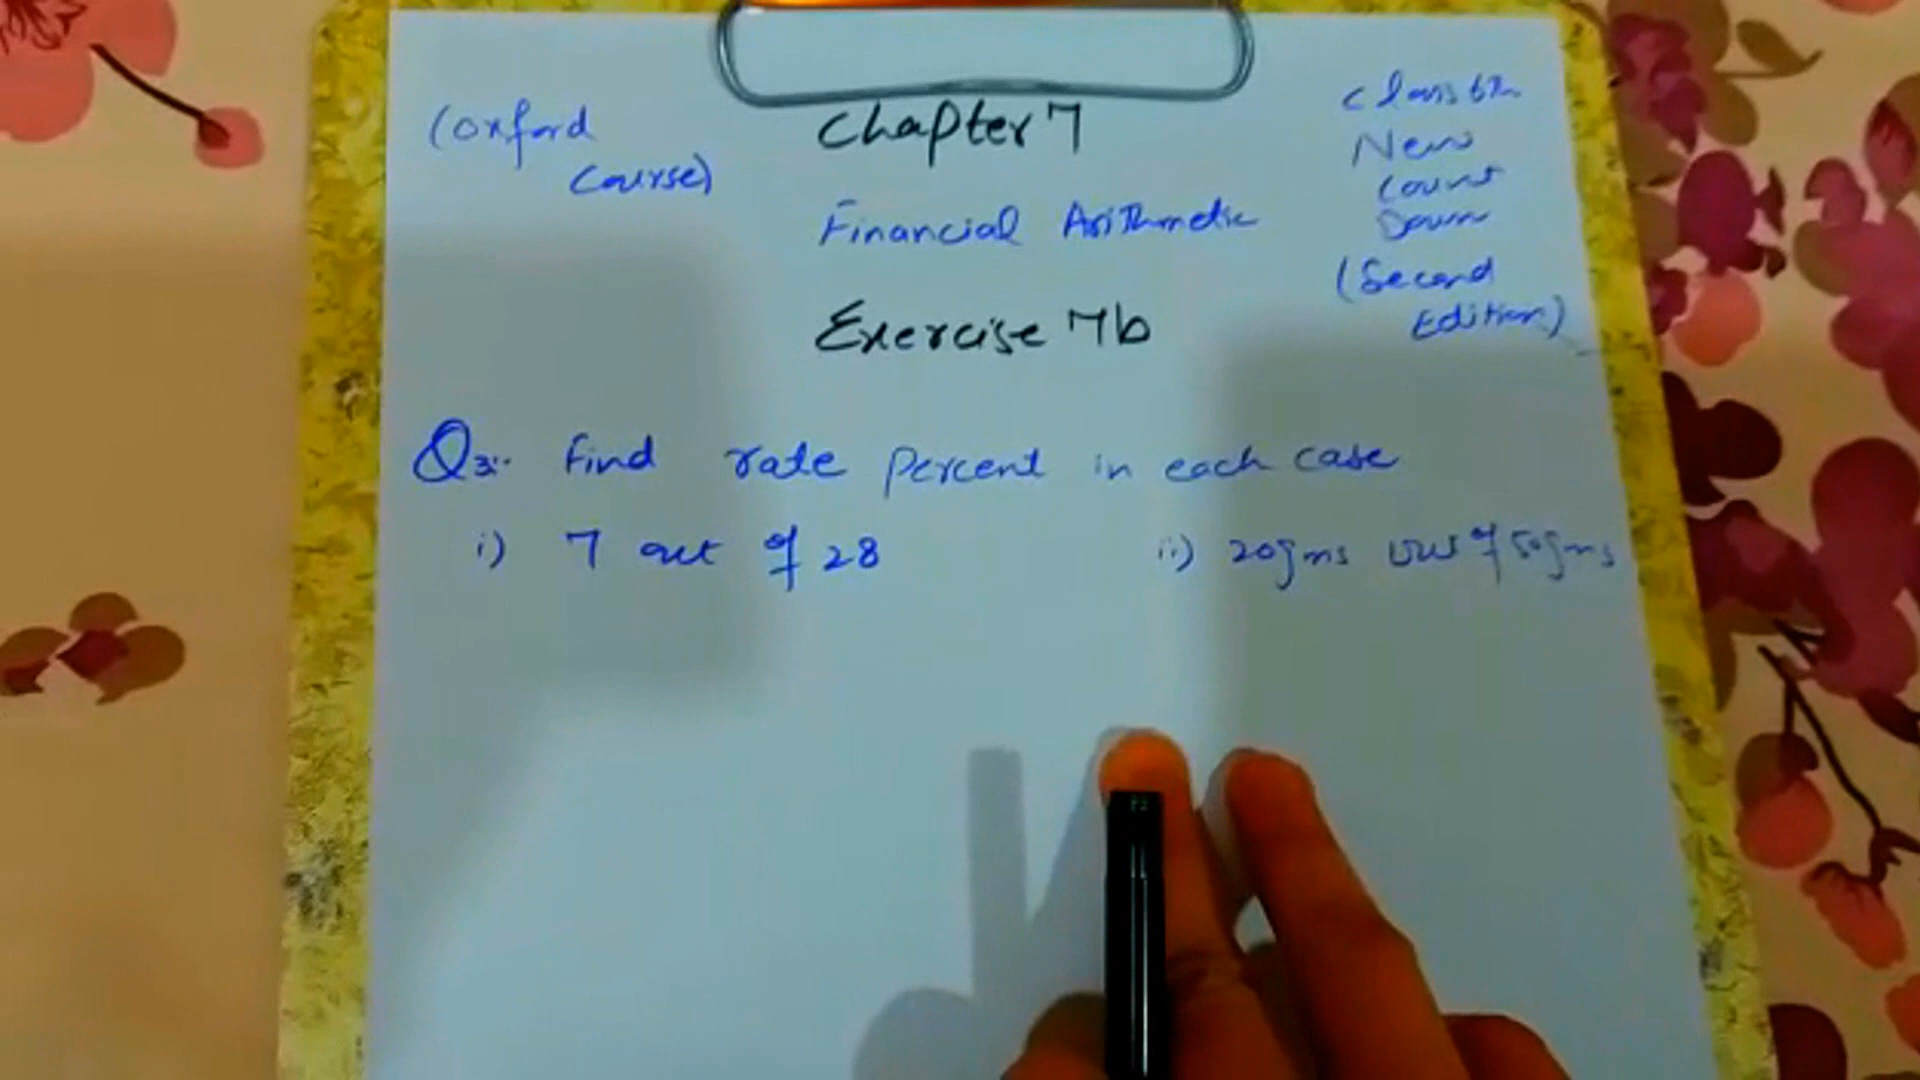 (Oxford
Course)
Chapter 7
Financial Arithmetic
Exercise 7b
Class 6th
New
Count
Down
(Second
Edition)
Q3:- Find rate percent in each case
i) 7 out of 28
ii) 20gms out of 50gms